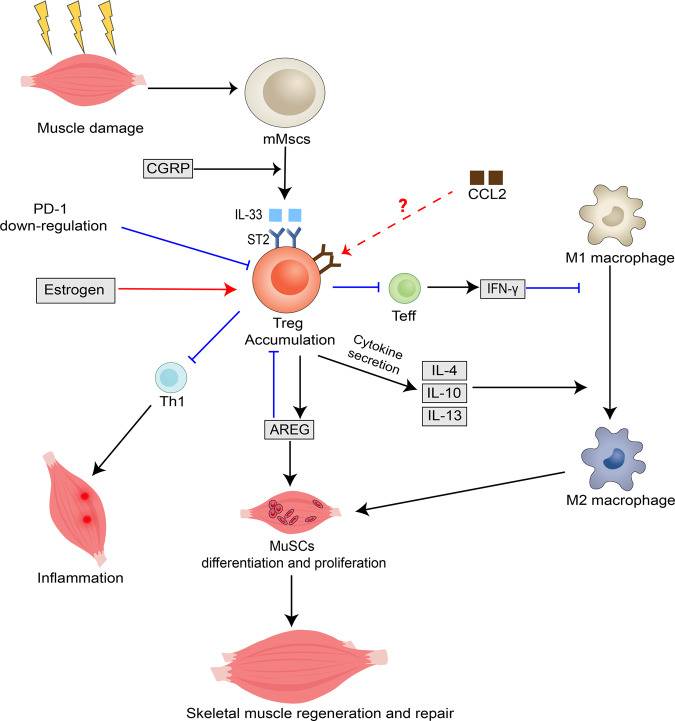 Muscle damage
mMscs
CGRP
CCL2
?
IL-33
PD-1
down-regulation
ST2
M1 macrophage
Estrogen
IFN-γ
Teff
Treg
Accumulation
Cytokine
secretion
IL-4
IL-10
IL-13
Th1
AREG
M2 macrophage
MuSCs
differentiation and proliferation
Inflammation
Skeletal muscle regeneration and repair